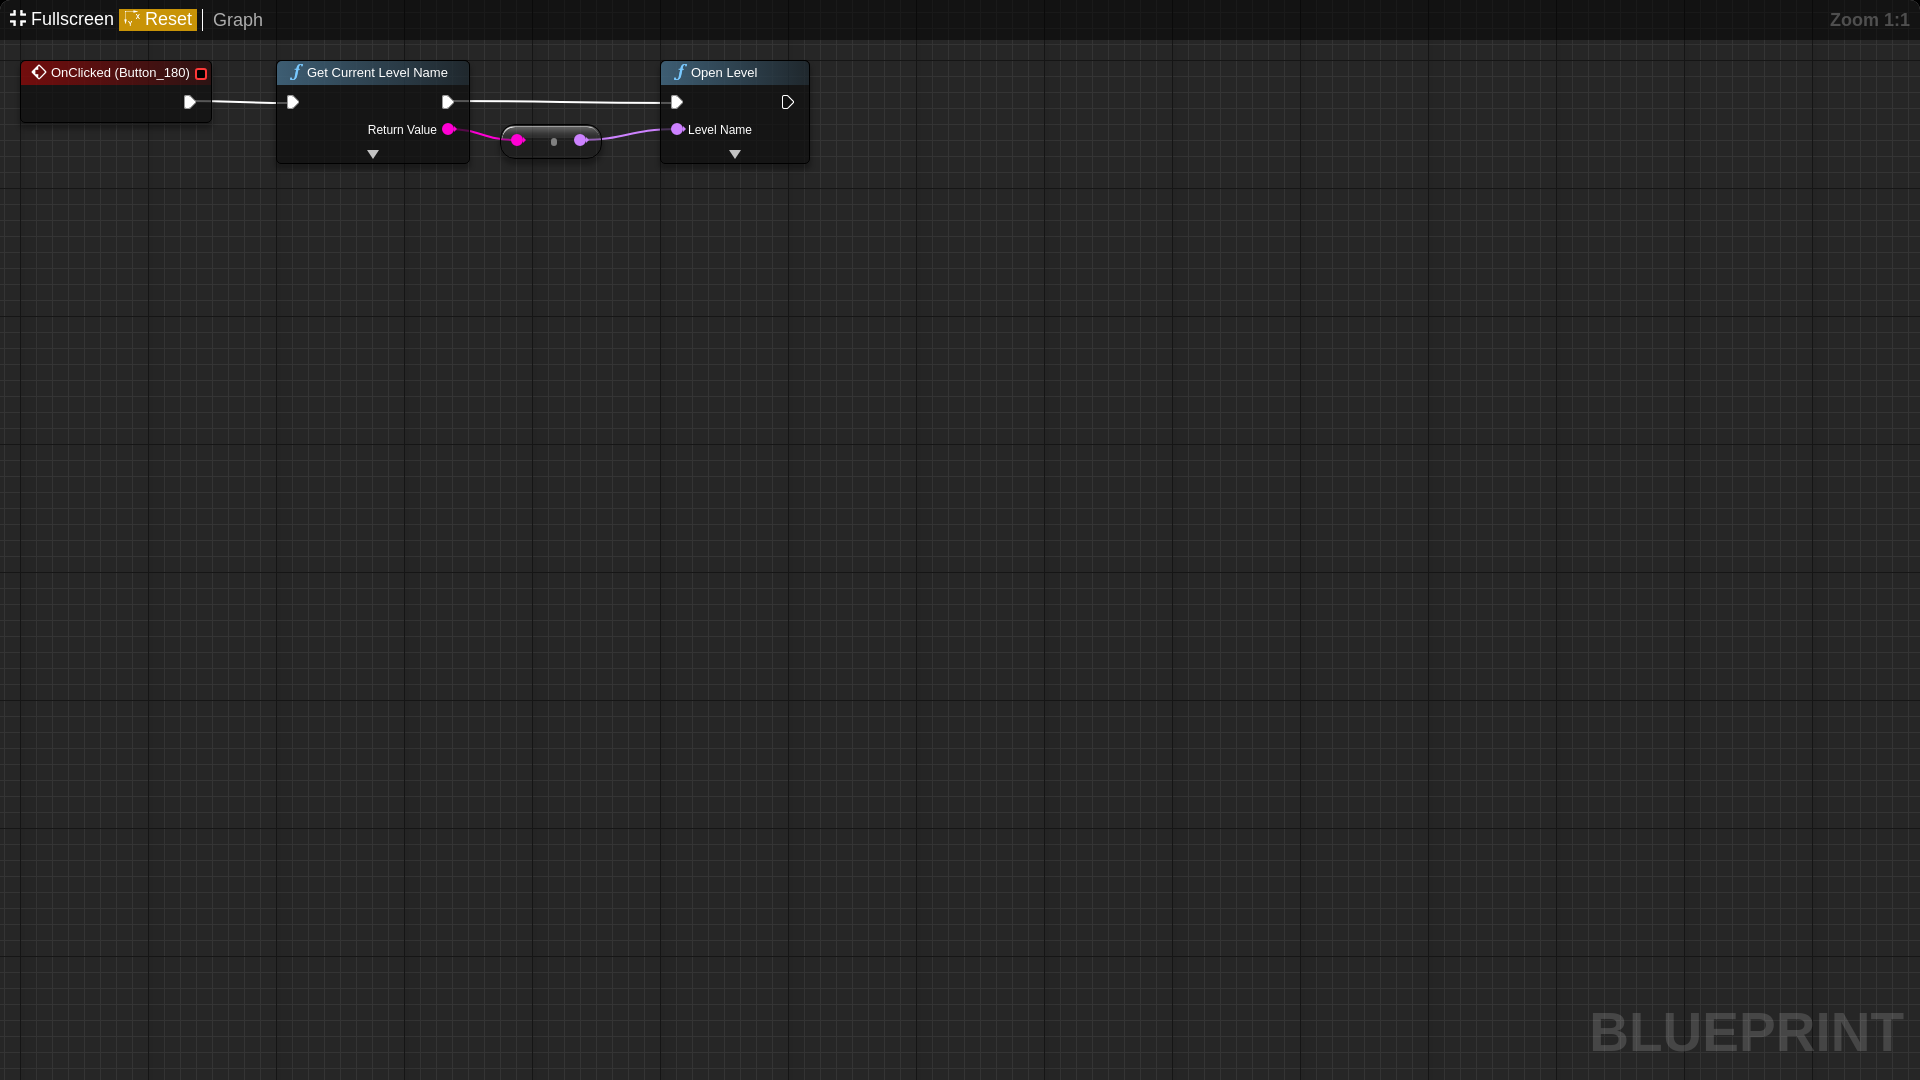 Fullscreen Reset Graph Zoom 1:1
OnClicked (Button_180)
Get Current Level Name
Return Value
Open Level
Level Name
BLUEPRINT